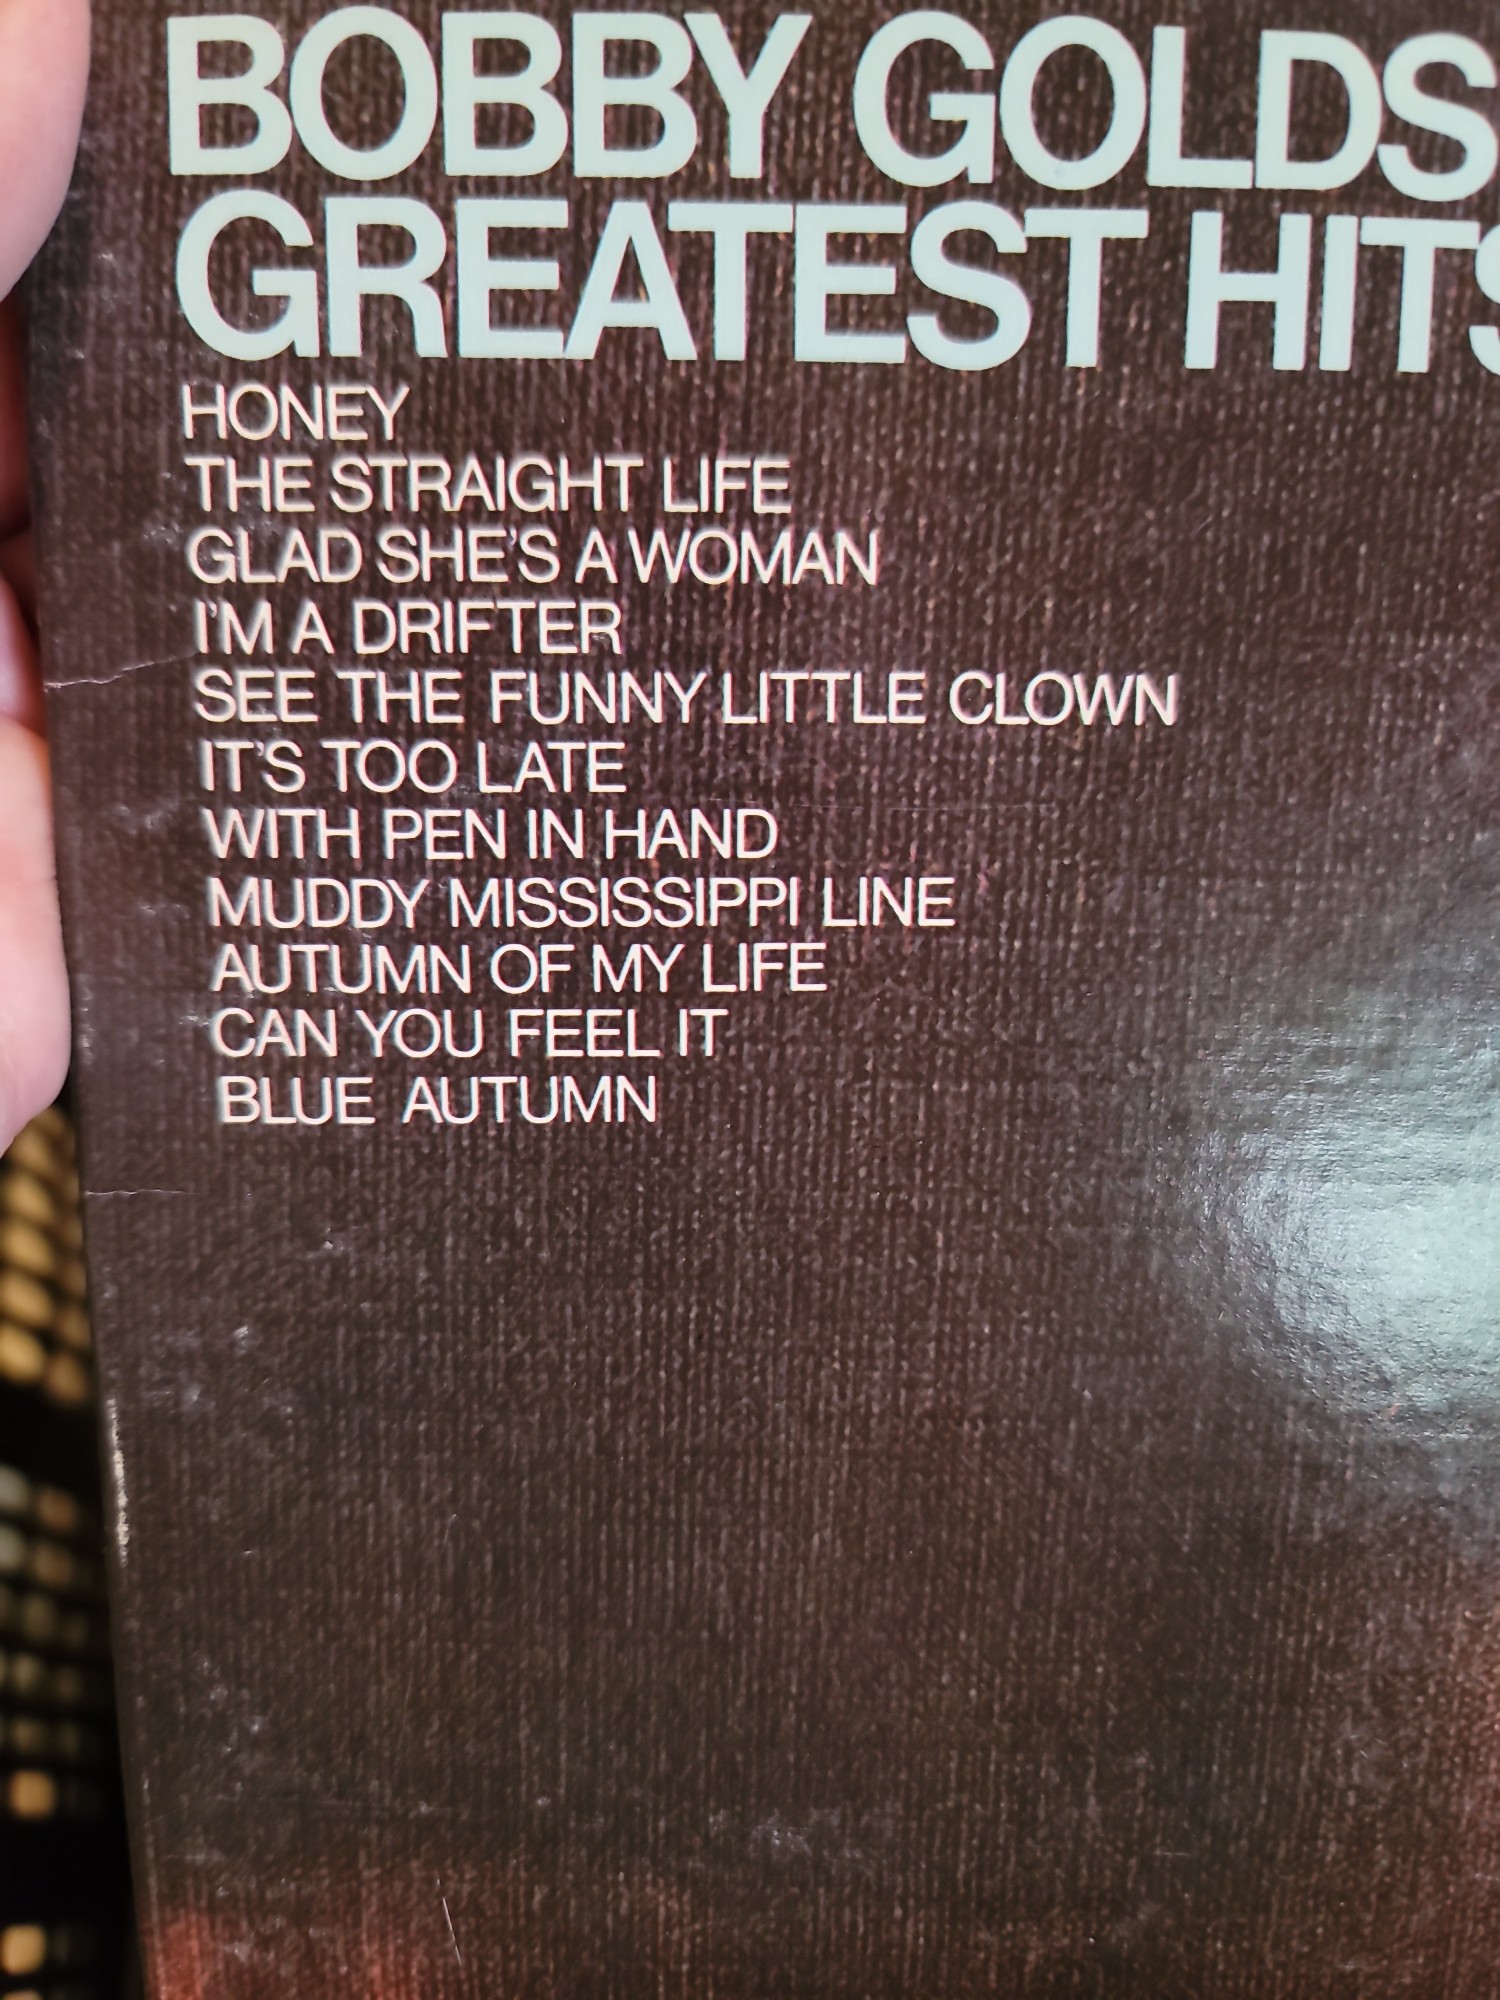 BOBBY GOLDS
GREATEST HITS
HONEY
THE STRAIGHT LIFE
GLAD SHE'S A WOMAN
I'M A DRIFTER
SEE THE FUNNY LITTLE CLOWN
IT'S TOO LATE
WITH PEN IN HAND
MUDDY MISSISSIPPI LINE
AUTUMN OF MY LIFE
CAN YOU FEEL IT
BLUE AUTUMN